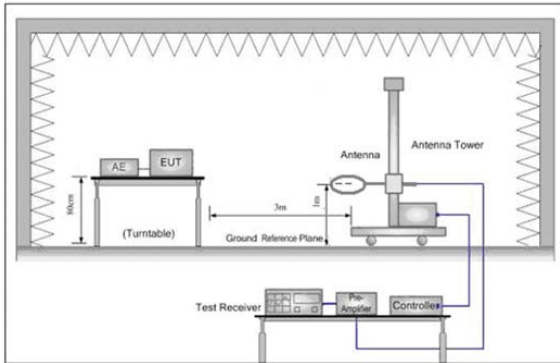 Antenna
Antenna Tower
AE
EUT
80cm
(Turntable)
3m
1m
Ground Reference Plane
Test Receiver
Pre-
Amplifier
Controller